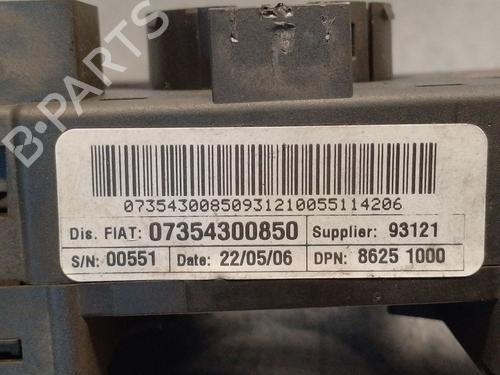 B-PARTS
07354300850931210055114206
Dis. FIAT: 07354300850 Supplier: 93121
S/N: 00551 Date: 22/05/06 DPN: 8625 1000